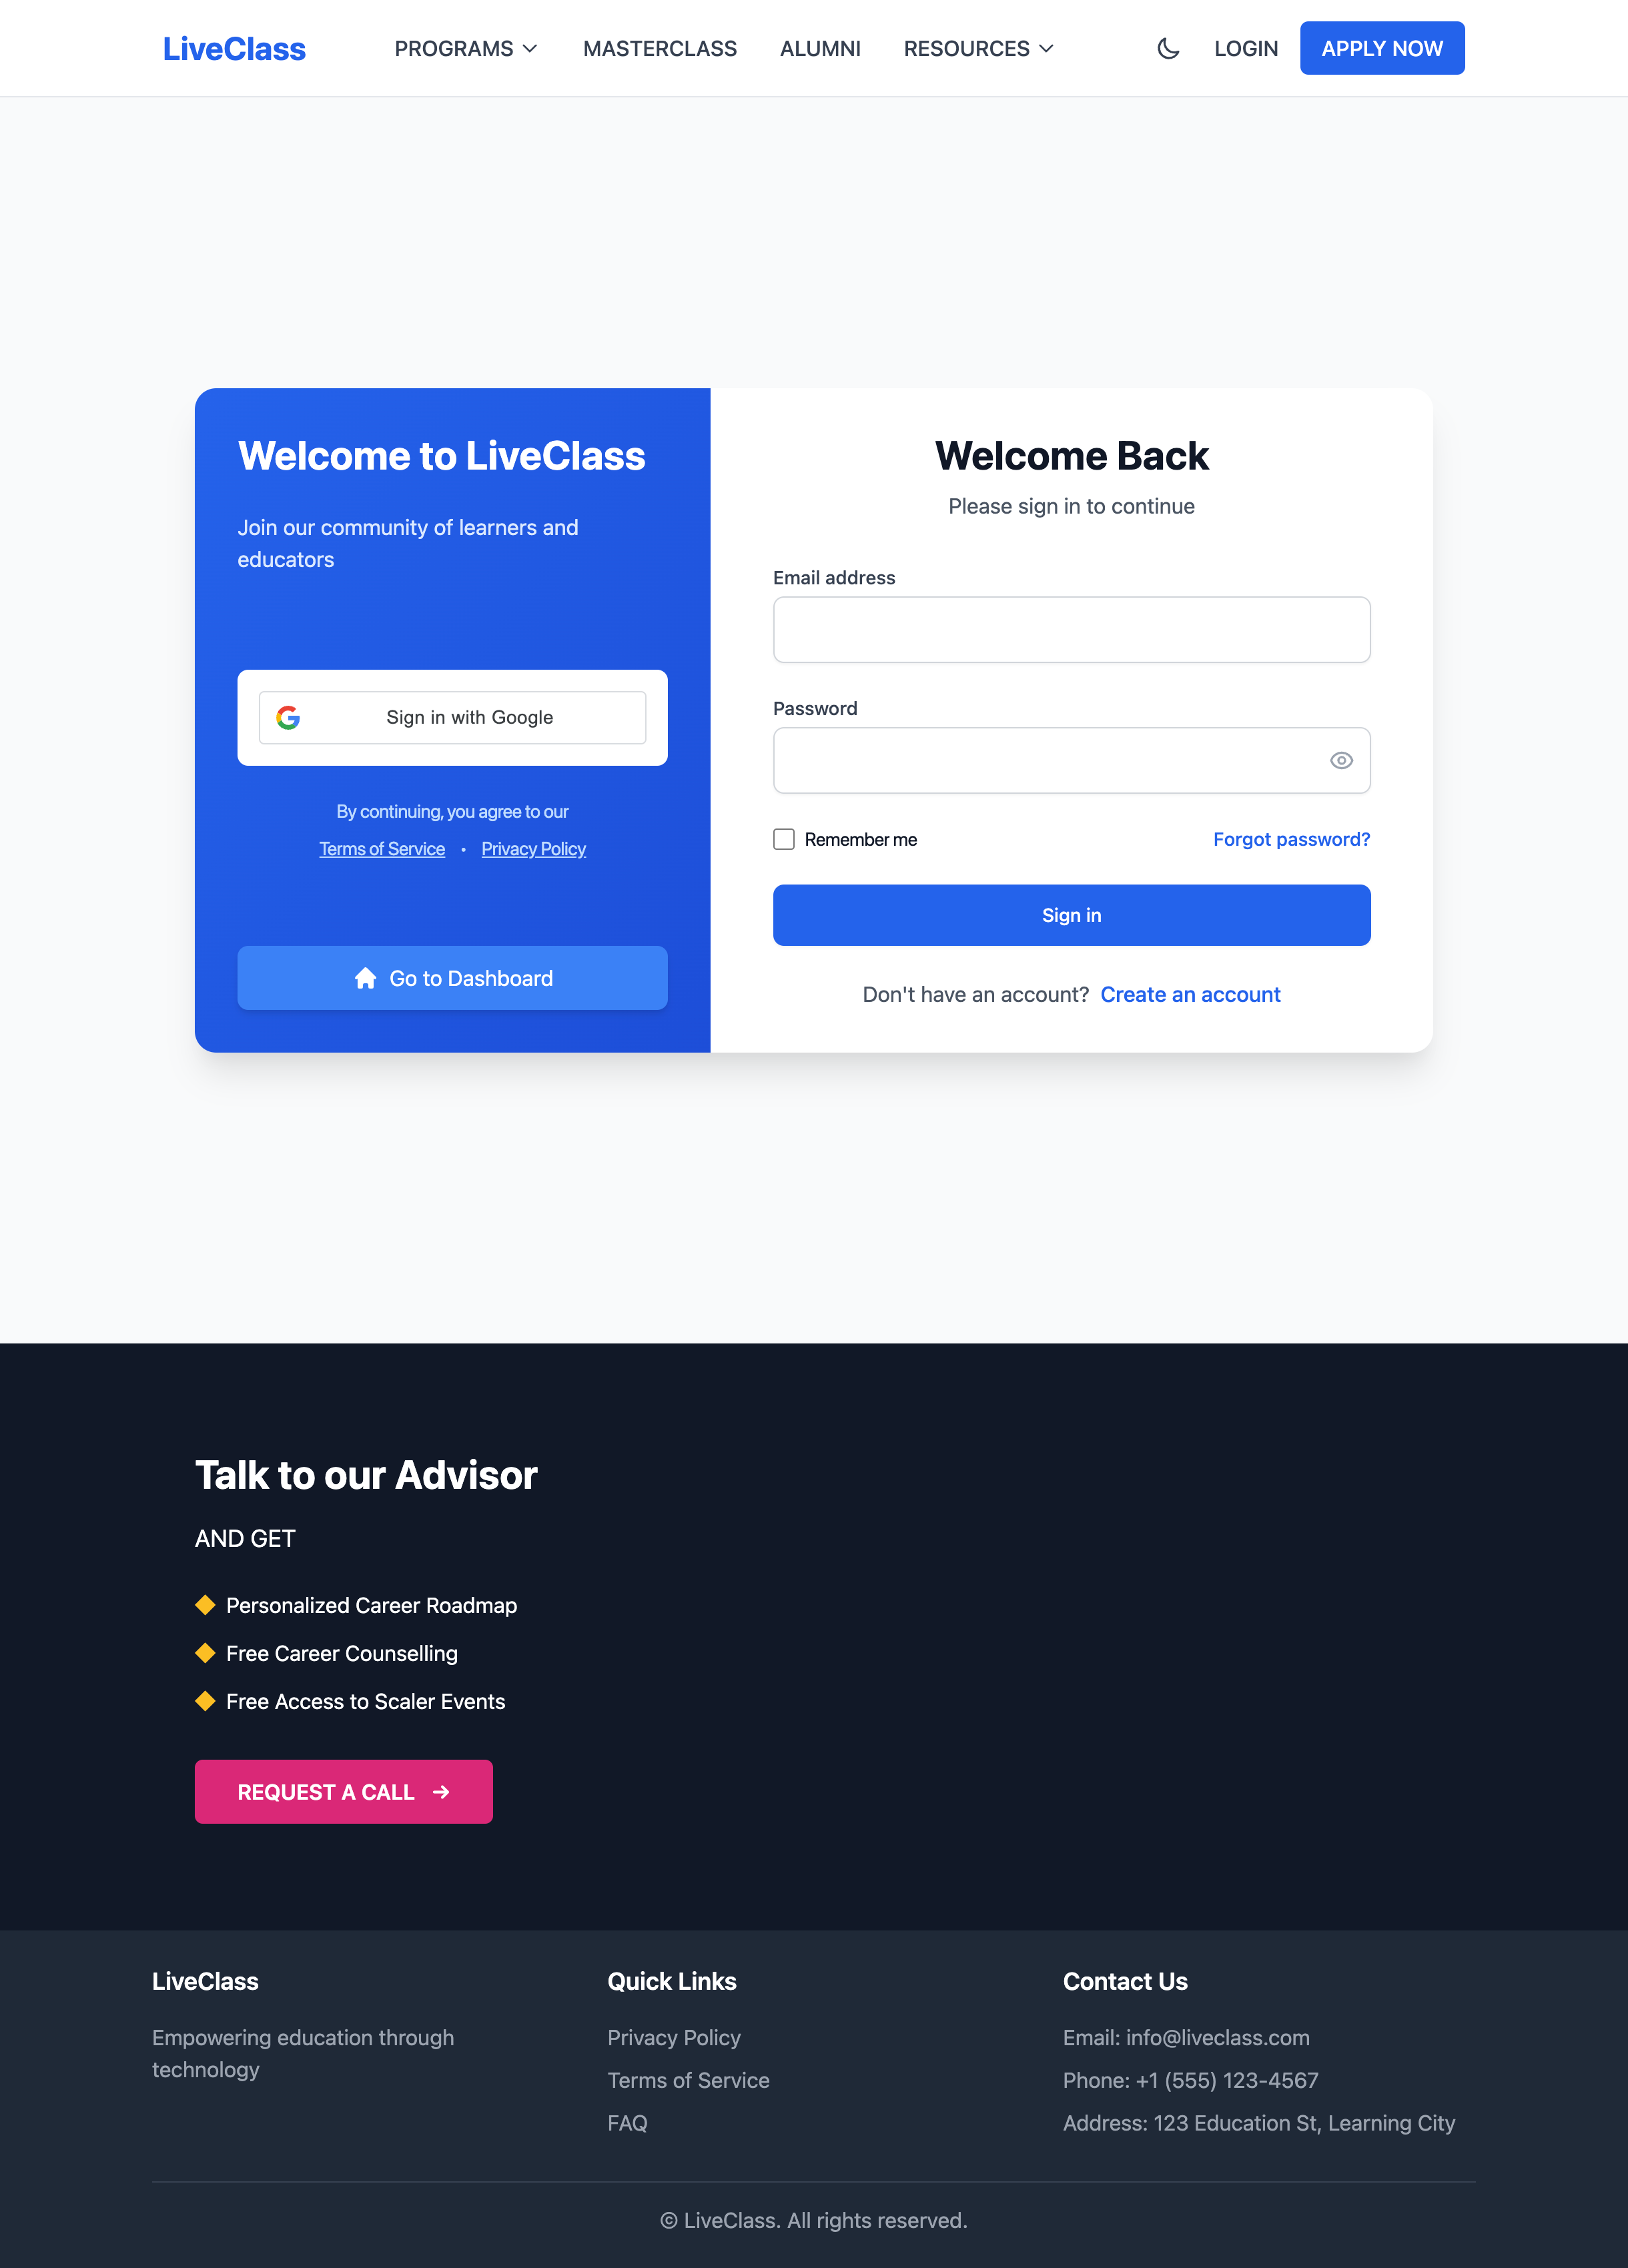 LiveClass
PROGRAMS
MASTERCLASS
ALUMNI
RESOURCES
LOGIN
APPLY NOW
Welcome to LiveClass
Join our community of learners and
educators
Sign in with Google
By continuing, you agree to our
Terms of Service • Privacy Policy
Go to Dashboard
Welcome Back
Please sign in to continue
Email address
Password
Remember me
Forgot password?
Sign in
Don't have an account? Create an account
Talk to our Advisor
AND GET
Personalized Career Roadmap
Free Career Counselling
Free Access to Scaler Events
REQUEST A CALL →
LiveClass
Empowering education through
technology
Quick Links
Privacy Policy
Terms of Service
FAQ
Contact Us
Email: info@liveclass.com
Phone: +1 (555) 123-4567
Address: 123 Education St, Learning City
© LiveClass. All rights reserved.